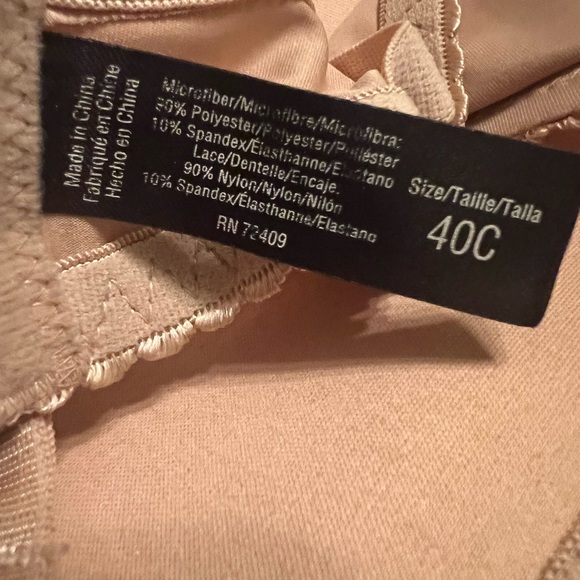 Made in China
Fabriqué en Chine
Hecho en China
Microfiber/Microfibre/Microfibra:
90% Polyester/Polyester/Poliéster
10% Spandex/Élasthanne/Elastano
Lace/Dentelle/Encaje.
90% Nylon/Nylon/Nilón
10% Spandex/Élasthanne/Elastano
RN 72409
Size/Taille/Talla
40C